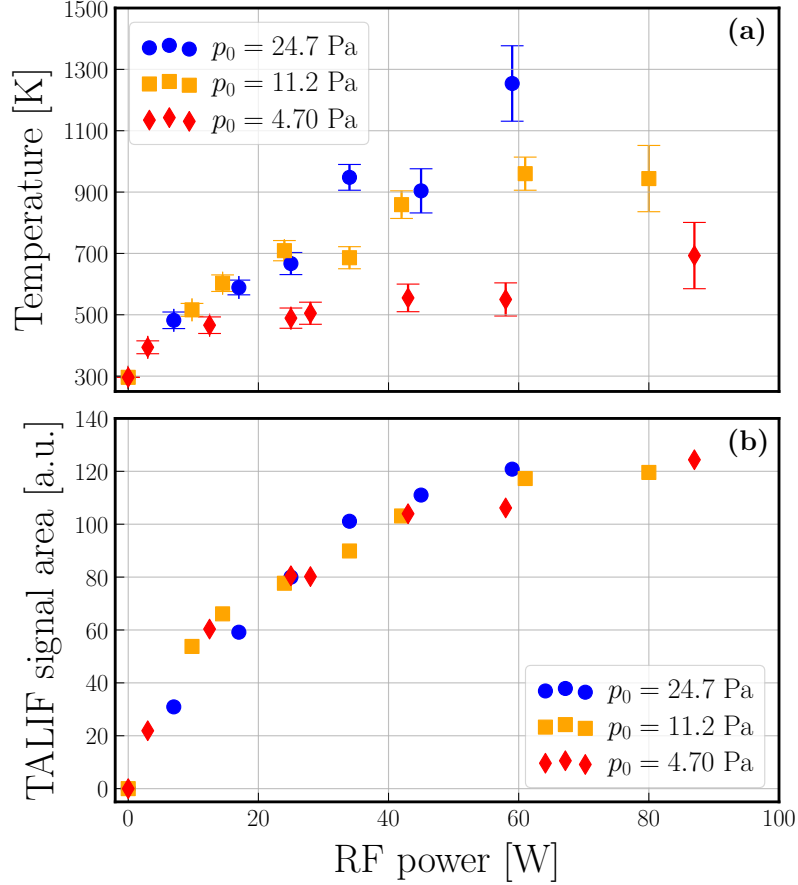 (a)
p₀ = 24.7 Pa
p₀ = 11.2 Pa
p₀ = 4.70 Pa
Temperature [K]
1500
1300
1100
900
700
500
300
(b)
TALIF signal area [a.u.]
140
120
100
80
60
40
20
0
p₀ = 24.7 Pa
p₀ = 11.2 Pa
p₀ = 4.70 Pa
0 20 40 60 80 100
RF power [W]